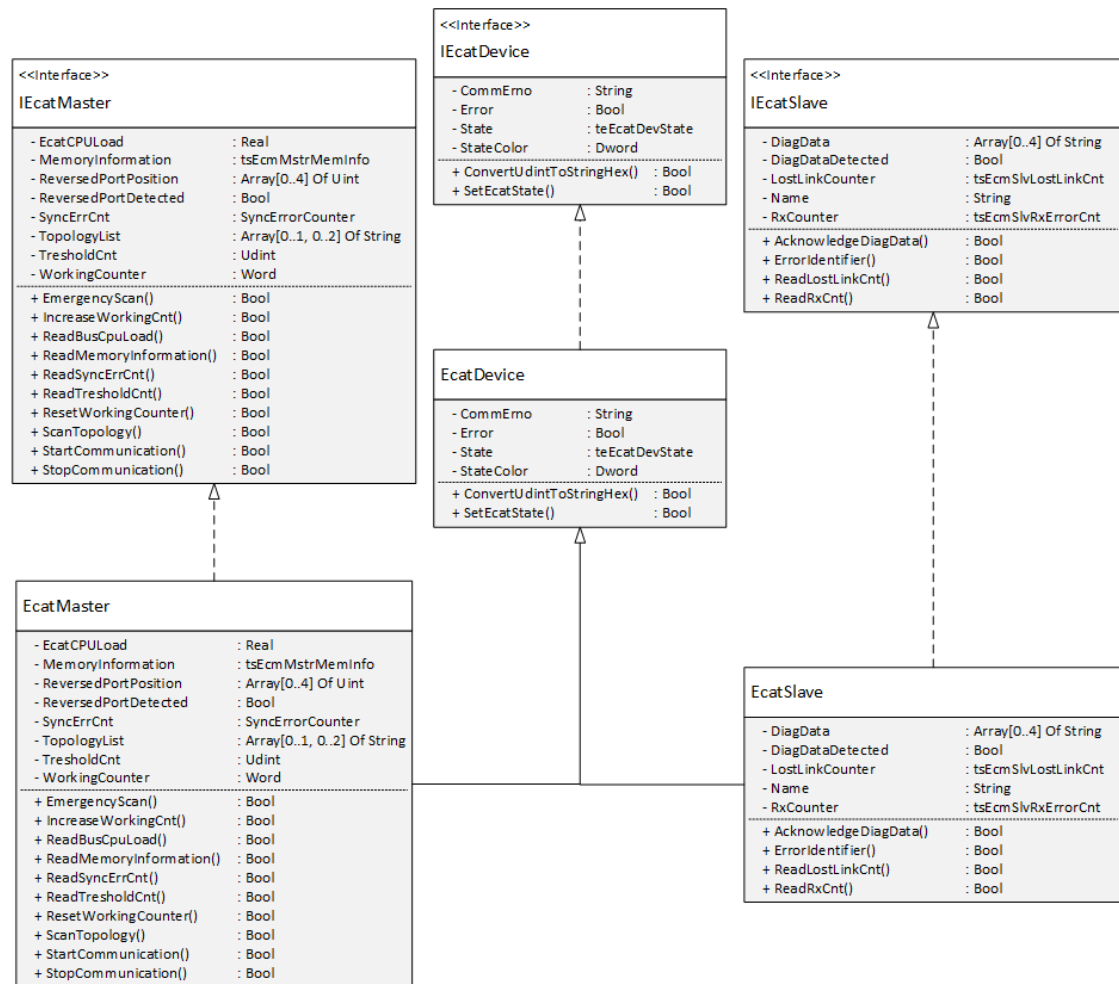 <<Interface>>
IEcatDevice
- CommErno : String
- Error : Bool
- State : teEcatDevState
- StateColor : Dword
+ ConvertUdintToStringHex() : Bool
+ SetEcatState() : Bool
<<Interface>>
IEcatMaster
- EcatCPULoad : Real
- MemoryInformation : tsEcmMstrMemInfo
- ReversedPortPosition : Array[0..4] Of Uint
- ReversedPortDetected : Bool
- SyncErrCnt : SyncErrorCounter
- TopologyList : Array[0..1, 0..2] Of String
- TresholdCnt : Udint
- WorkingCounter : Word
+ EmergencyScan() : Bool
+ IncreaseWorkingCnt() : Bool
+ ReadBusCpuLoad() : Bool
+ ReadMemoryInformation() : Bool
+ ReadSyncErrCnt() : Bool
+ ReadTresholdCnt() : Bool
+ ResetWorkingCounter() : Bool
+ ScanTopology() : Bool
+ StartCommunication() : Bool
+ StopCommunication() : Bool
<<Interface>>
IEcatSlave
- DiagData : Array[0..4] Of String
- DiagDataDetected : Bool
- LostLinkCounter : tsEcmSlvLostLinkCnt
- Name : String
- RxCounter : tsEcmSlvRxErrorCnt
+ AcknowledgeDiagData() : Bool
+ ErrorIdentifier() : Bool
+ ReadLostLinkCnt() : Bool
+ ReadRxCnt() : Bool
EcatDevice
- CommErno : String
- Error : Bool
- State : teEcatDevState
- StateColor : Dword
+ ConvertUdintToStringHex() : Bool
+ SetEcatState() : Bool
EcatMaster
- EcatCPULoad : Real
- MemoryInformation : tsEcmMstrMemInfo
- ReversedPortPosition : Array[0..4] Of Uint
- ReversedPortDetected : Bool
- SyncErrCnt : SyncErrorCounter
- TopologyList : Array[0..1, 0..2] Of String
- TresholdCnt : Udint
- WorkingCounter : Word
+ EmergencyScan() : Bool
+ IncreaseWorkingCnt() : Bool
+ ReadBusCpuLoad() : Bool
+ ReadMemoryInformation() : Bool
+ ReadSyncErrCnt() : Bool
+ ReadTresholdCnt() : Bool
+ ResetWorkingCounter() : Bool
+ ScanTopology() : Bool
+ StartCommunication() : Bool
+ StopCommunication() : Bool
EcatSlave
- DiagData : Array[0..4] Of String
- DiagDataDetected : Bool
- LostLinkCounter : tsEcmSlvLostLinkCnt
- Name : String
- RxCounter : tsEcmSlvRxErrorCnt
+ AcknowledgeDiagData() : Bool
+ ErrorIdentifier() : Bool
+ ReadLostLinkCnt() : Bool
+ ReadRxCnt() : Bool